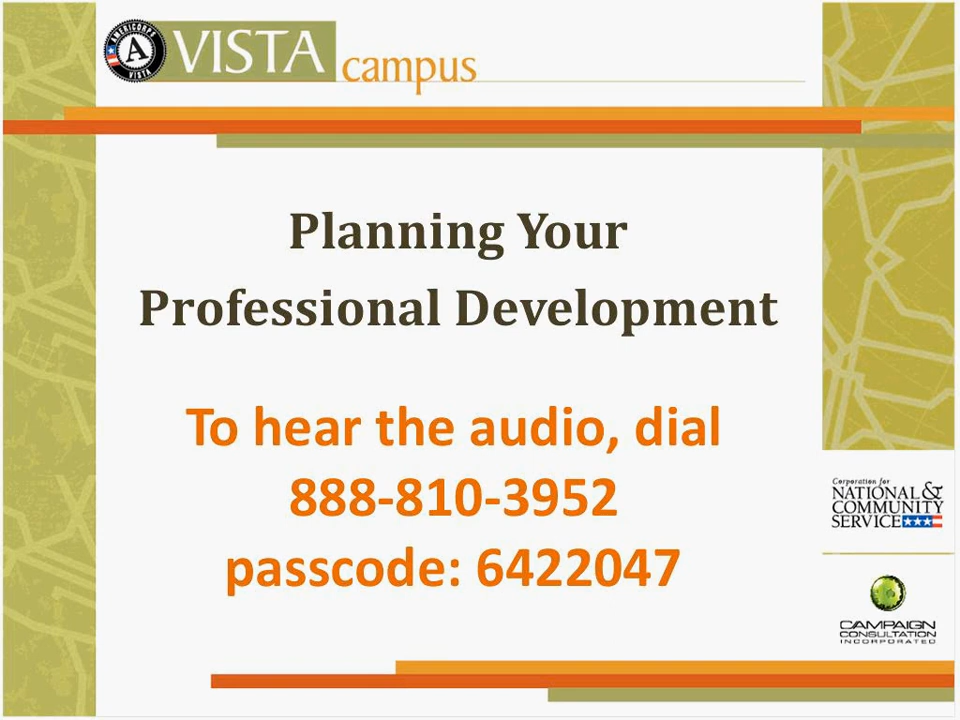 AMERICORPS
A
VISTA
VISTA campus
Planning Your
Professional Development
To hear the audio, dial
888-810-3952
passcode: 6422047
Corporation for
NATIONAL &
COMMUNITY
SERVICE
CAMPAIGN
CONSULTATION
INCORPORATED